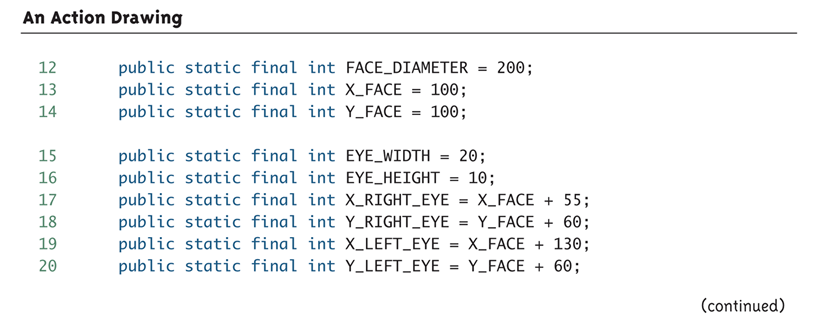 An Action Drawing
12 public static final int FACE_DIAMETER = 200;
13 public static final int X_FACE = 100;
14 public static final int Y_FACE = 100;
15 public static final int EYE_WIDTH = 20;
16 public static final int EYE_HEIGHT = 10;
17 public static final int X_RIGHT_EYE = X_FACE + 55;
18 public static final int Y_RIGHT_EYE = Y_FACE + 60;
19 public static final int X_LEFT_EYE = X_FACE + 130;
20 public static final int Y_LEFT_EYE = Y_FACE + 60;
(continued)